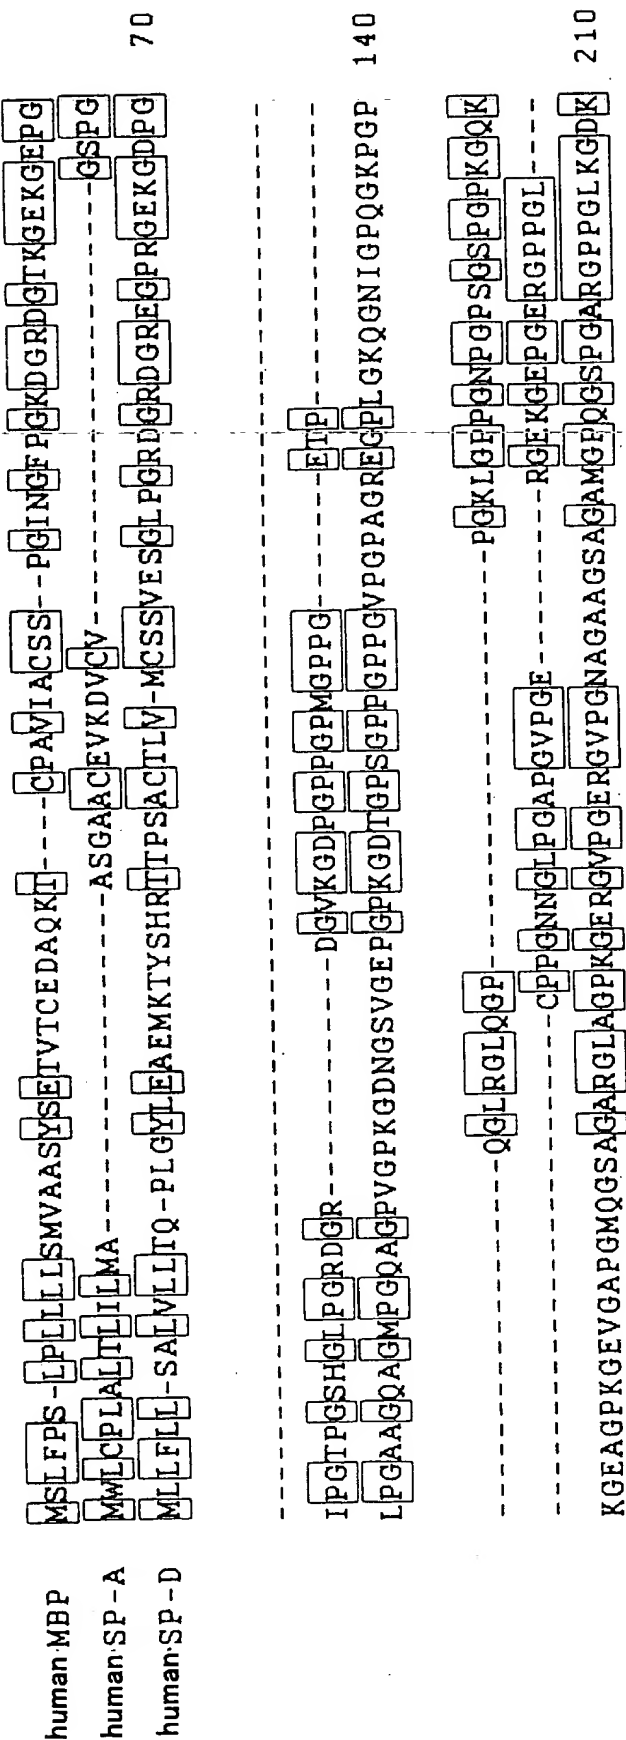 human MBP MSLFPS-LPLLLLSMVAASYSETVTCEDAQKT----CPAVIACSS--PGINGFPGKDGRDGTKGEKGEPG
human SP-A MWLCPLALTLILMA-----------------ASGAACEVKDVCV----------------------GSPG
human SP-D MLLFLL-SALVLLTQ-PLGYLEAEMKTYSHRTTPSACTLV-MCSSVESGLPGRDGRDGREGPRGEKGDPG 70
----------------------------------------------------------------------
IPGTPGSHGLPGRDGR------------DGVKGDPGPPGPMGPPG-------ETP---------------
LPGAAGQAGMPGQAGPVGPKGDNGSVGEPGPKGDTGPSGPPGPPGVPGPAGREGPLGKQGNIGPQGKPGP 140
------------------QGLRGLQGP---------------------PGKLGPPGNPGPSGSPGPKGQK
-------------------------CPPGNNGLPGAPGVPGE---------RGEKGEPGERGPPGL----
KGEAGPKGEVGAPGMQGSAGARGLAGPKGERGVPGERGVPGNAGAAGSAGAMGPQGSPGARGPPGLKGDK 210